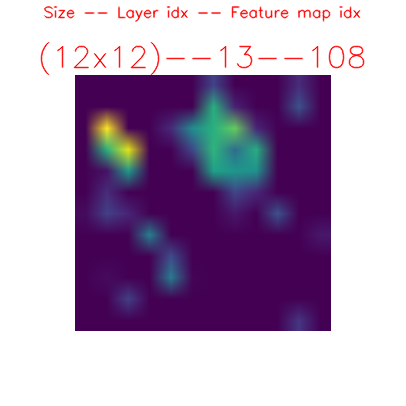 Size -- Layer idx -- Feature map idx
(12x12)--13--108